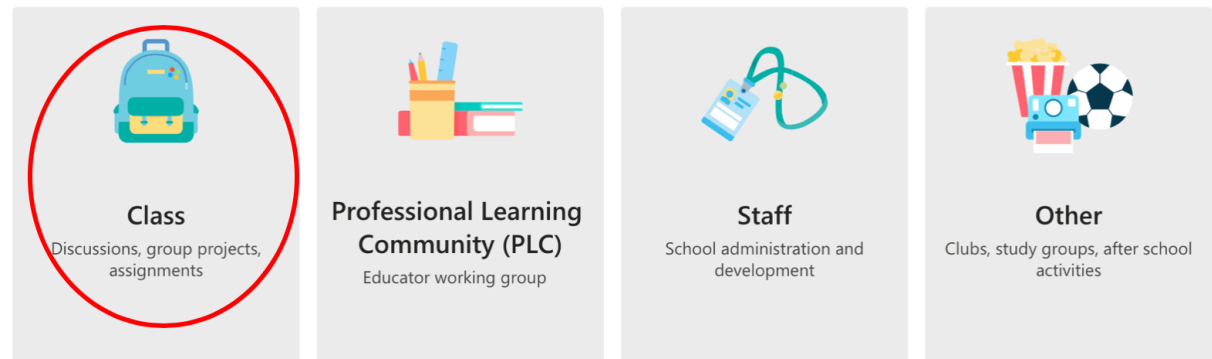 Class
Discussions, group projects,
assignments
Professional Learning
Community (PLC)
Educator working group
Staff
School administration and
development
Other
Clubs, study groups, after school
activities